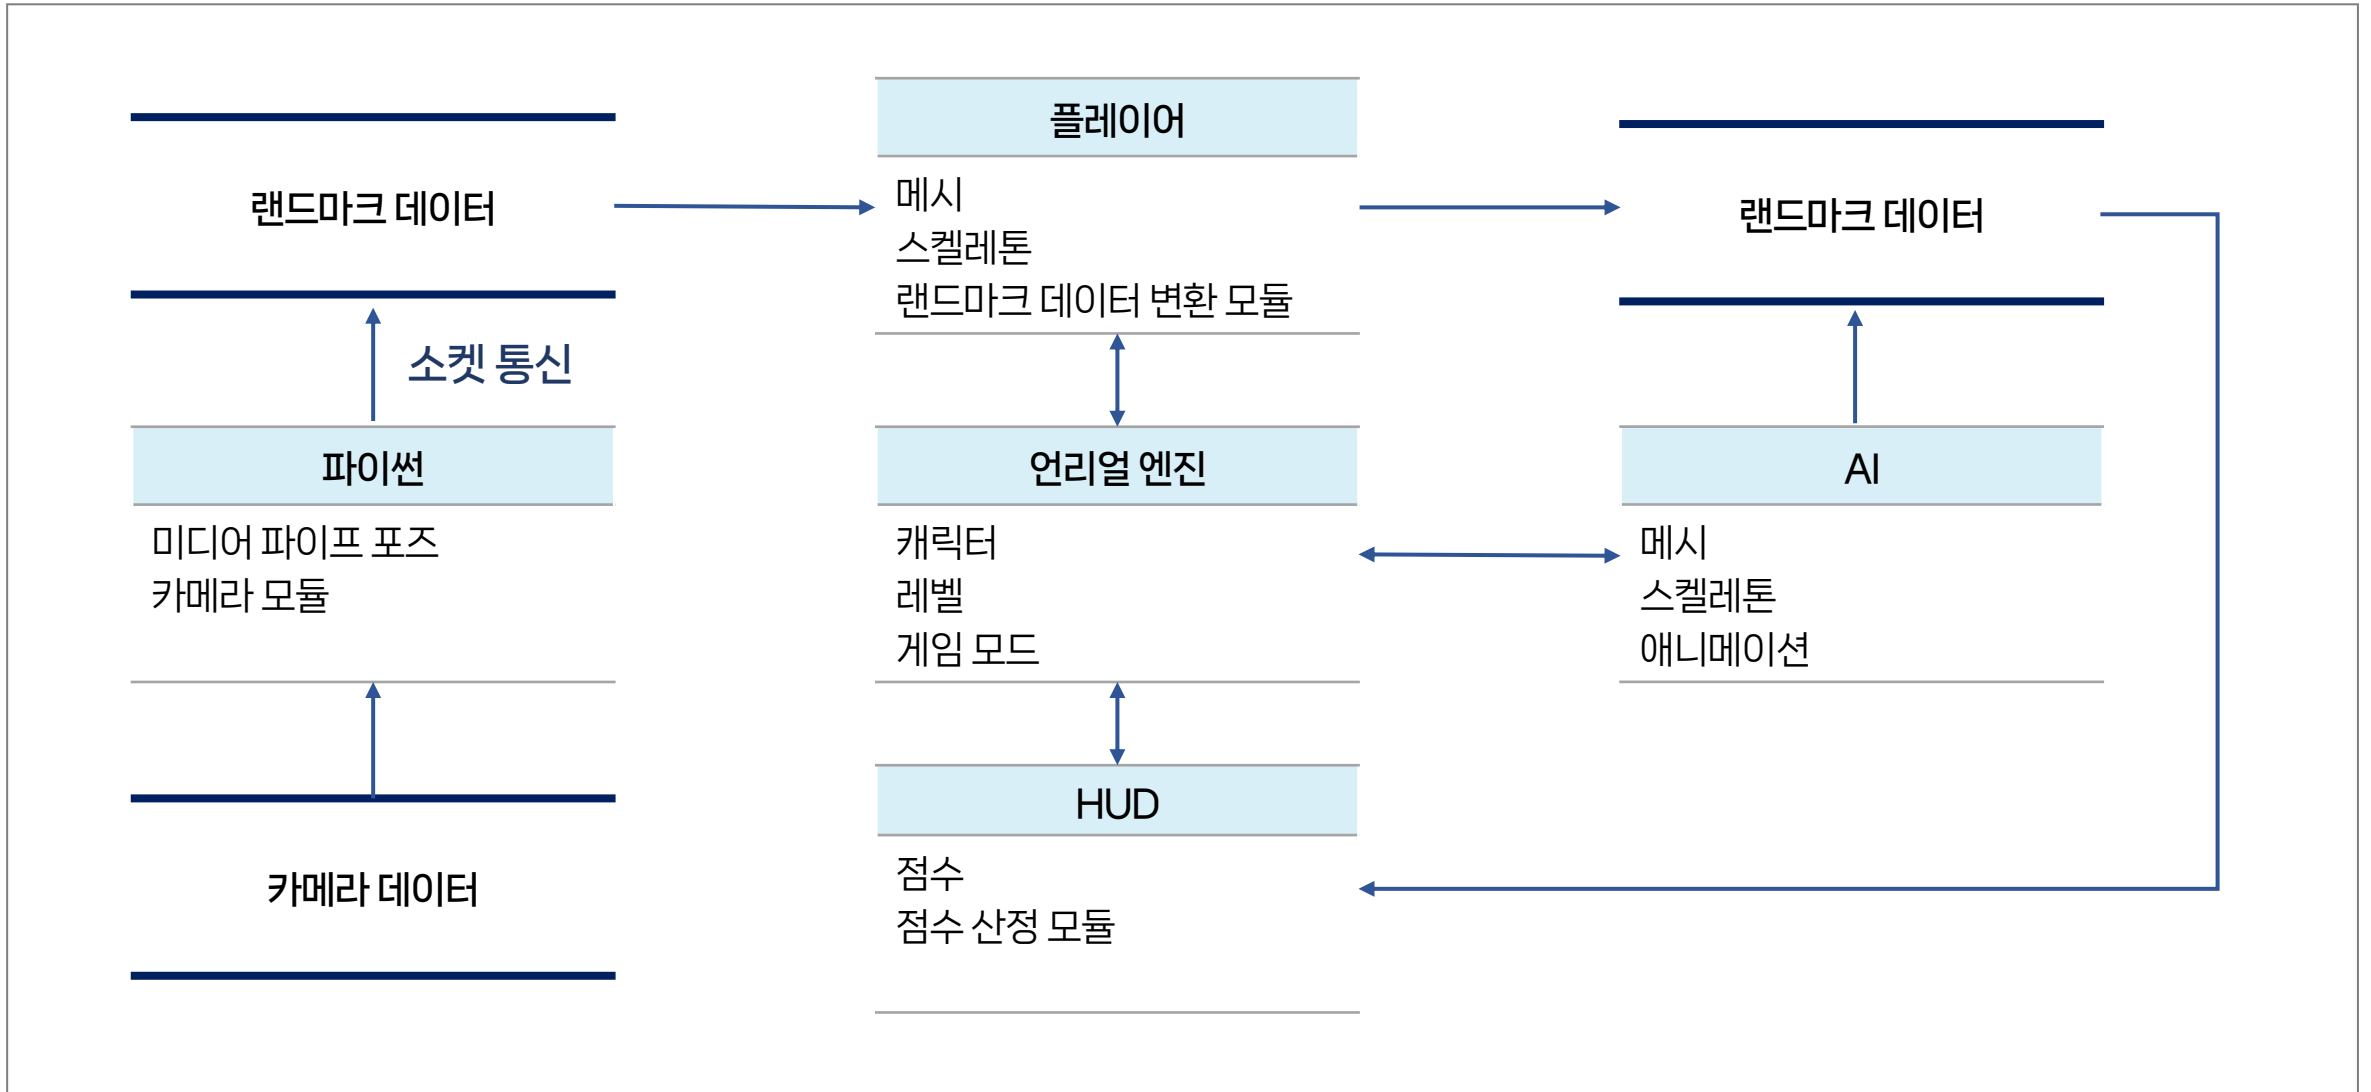 랜드마크 데이터
소켓 통신
파이썬
미디어 파이프 포즈
카메라 모듈
카메라 데이터
플레이어
메시
스켈레톤
랜드마크 데이터 변환 모듈
언리얼 엔진
캐릭터
레벨
게임 모드
HUD
점수
점수 산정 모듈
랜드마크 데이터
AI
메시
스켈레톤
애니메이션